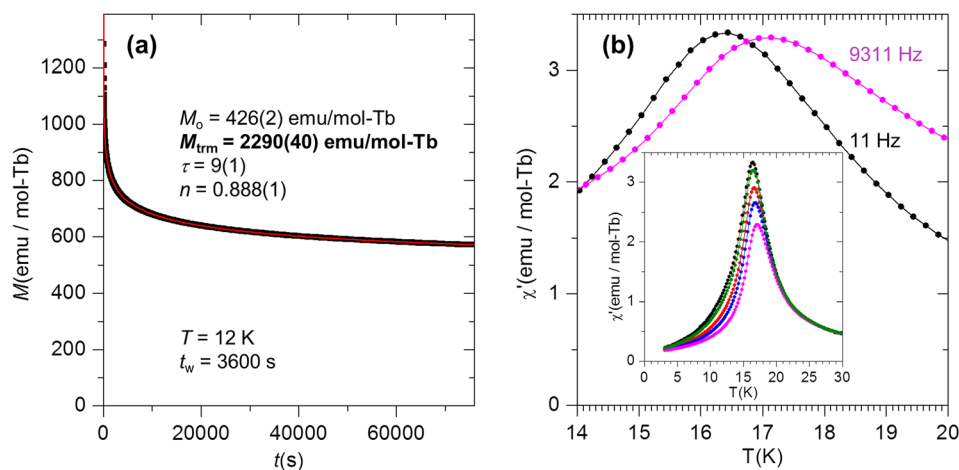 (a)
M(emu / mol-Tb)
1200
1000
800
600
400
200
0
Mo = 426(2) emu/mol-Tb
Mtrm = 2290(40) emu/mol-Tb
τ = 9(1)
n = 0.888(1)
T = 12 K
tw = 3600 s
0 20000 40000 60000
t(s)
(b)
9311 Hz
11 Hz
χ'(emu / mol-Tb)
3
2
1
0
14 15 16 17 18 19 20
T(K)
χ'(emu / mol-Tb)
3
2
1
0
0 5 10 15 20 25 30
T(K)